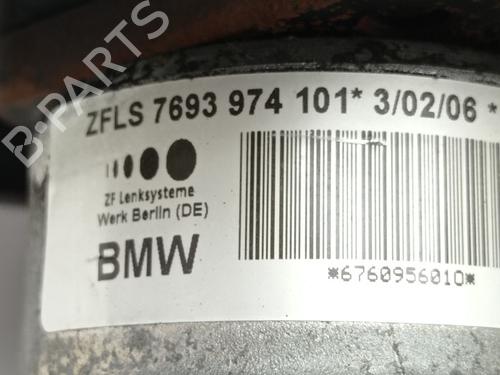 ZFLS 7693 974 101* 3/02/06 *
ZF Lenksysteme
Werk Berlin (DE)
BMW
*6760956010*
B-PARTS